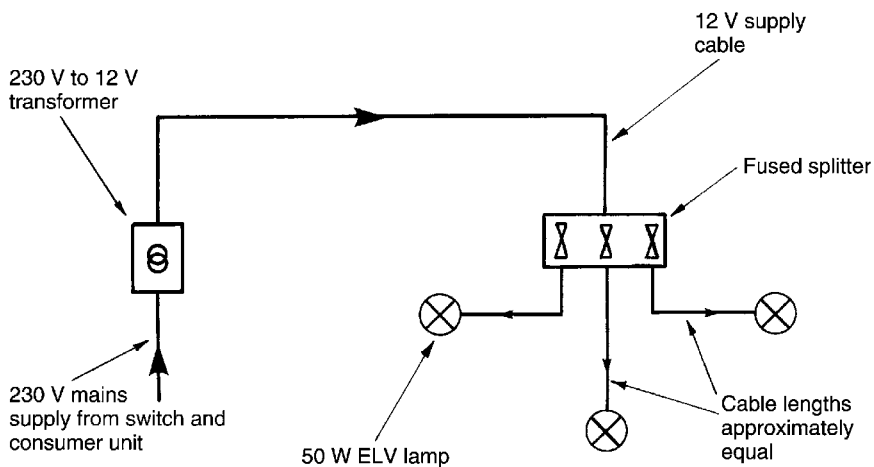 12 V supply
cable
230 V to 12 V
transformer
Fused splitter
230 V mains
supply from switch and
consumer unit
50 W ELV lamp
Cable lengths
approximately
equal